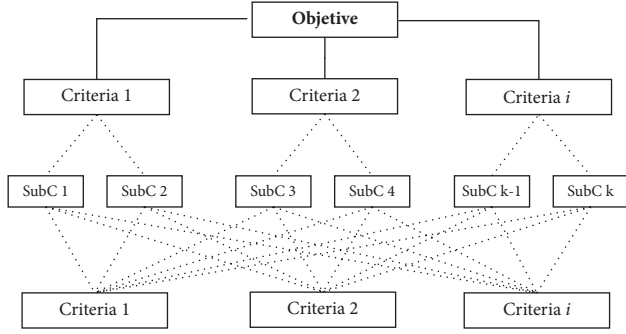 Objetive
Criteria 1
Criteria 2
Criteria i
SubC 1
SubC 2
SubC 3
SubC 4
SubC k-1
SubC k
Criteria 1
Criteria 2
Criteria i